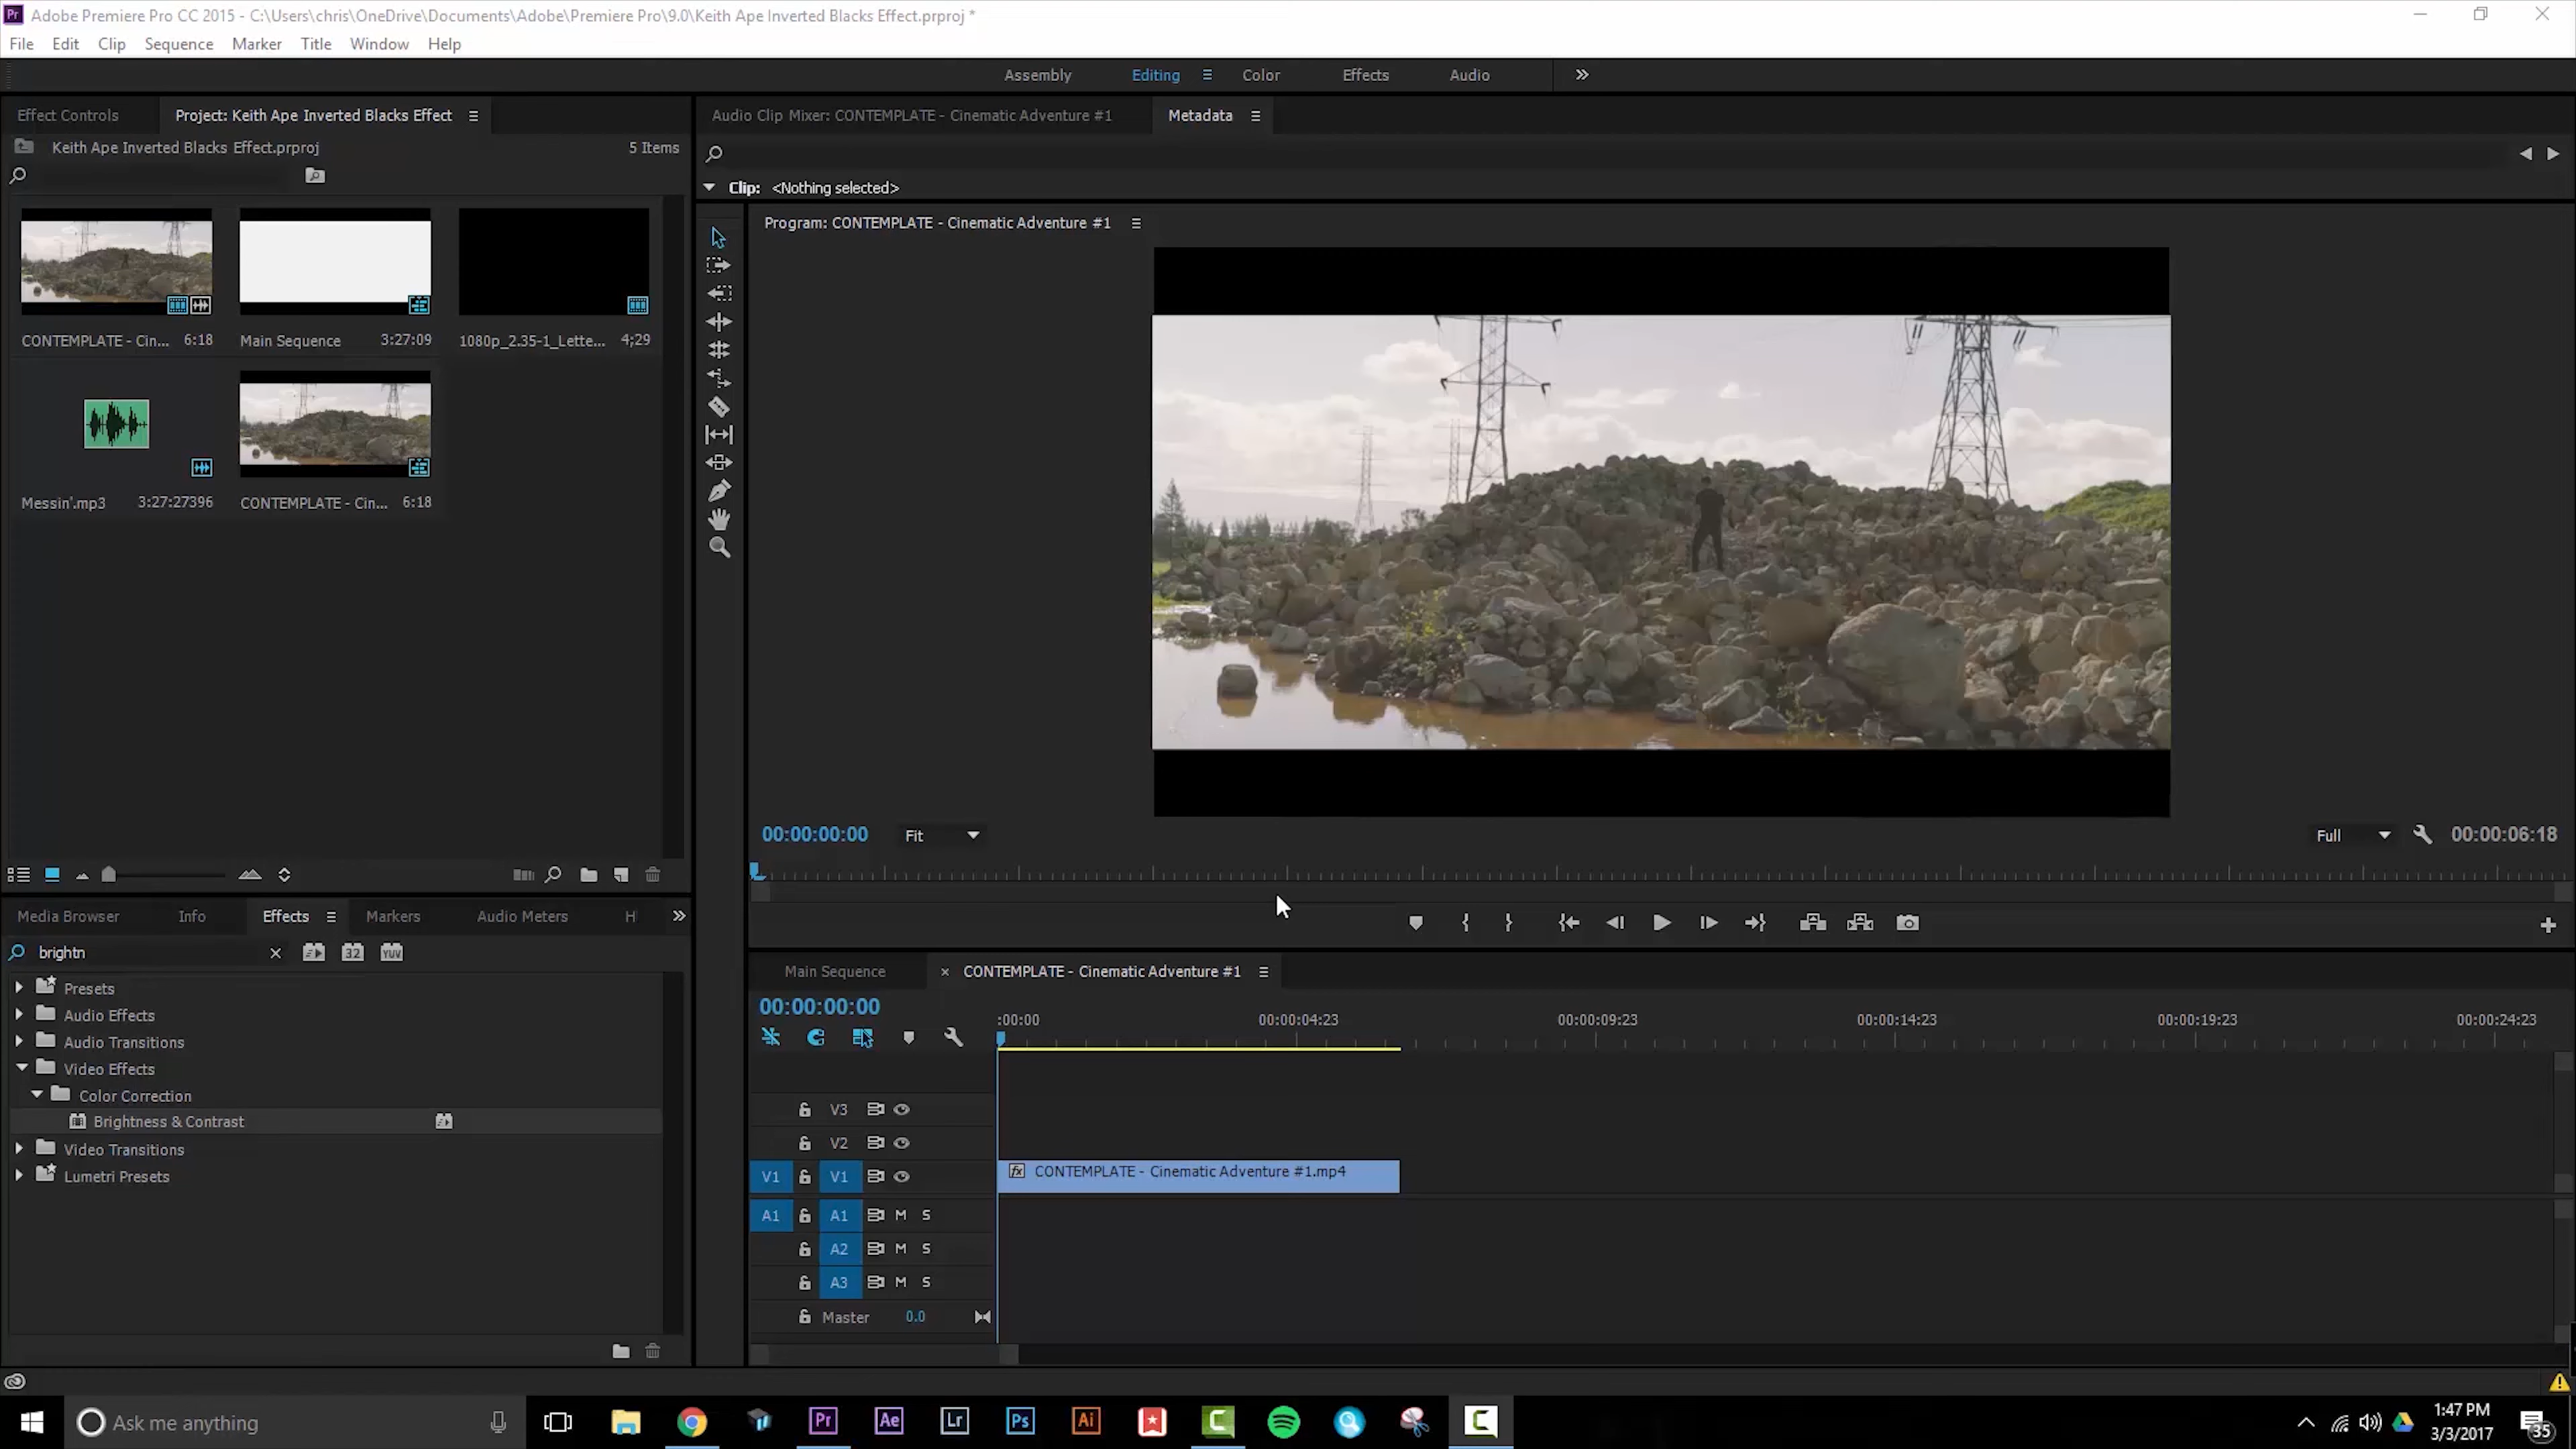 Adobe Premiere Pro CC 2015 - C:\Users\chris\OneDrive\Documents\Adobe\Premiere Pro\9.0\Keith Ape Inverted Blacks Effect.prproj *
File Edit Clip Sequence Marker Title Window Help
Assembly Editing Color Effects Audio
Effect Controls Project: Keith Ape Inverted Blacks Effect
Keith Ape Inverted Blacks Effect.prproj 5 Items
CONTEMPLATE - Cin... 6:18 Main Sequence 3:27:09 1080p_2.35-1_Lette... 4;29
Messin'.mp3 3:27:27396 CONTEMPLATE - Cin... 6:18
Audio Clip Mixer: CONTEMPLATE - Cinematic Adventure #1 Metadata
Clip: <Nothing selected>
Program: CONTEMPLATE - Cinematic Adventure #1
00:00:00:00 Fit Full 00:00:06:18
Media Browser Info Effects Markers Audio Meters H
brightn 32 YUV
Presets
Audio Effects
Audio Transitions
Video Effects
Color Correction
Brightness & Contrast
Video Transitions
Lumetri Presets
Main Sequence × CONTEMPLATE - Cinematic Adventure #1
00:00:00:00
:00:00 00:00:04:23 00:00:09:23 00:00:14:23 00:00:19:23 00:00:24:23
V3
V2
V1 V1 fx CONTEMPLATE - Cinematic Adventure #1.mp4
A1 A1 M S
A2 M S
A3 M S
Master 0.0
Ask me anything
Pr Ae Lr Ps Ai
1:47 PM
3/3/2017
35